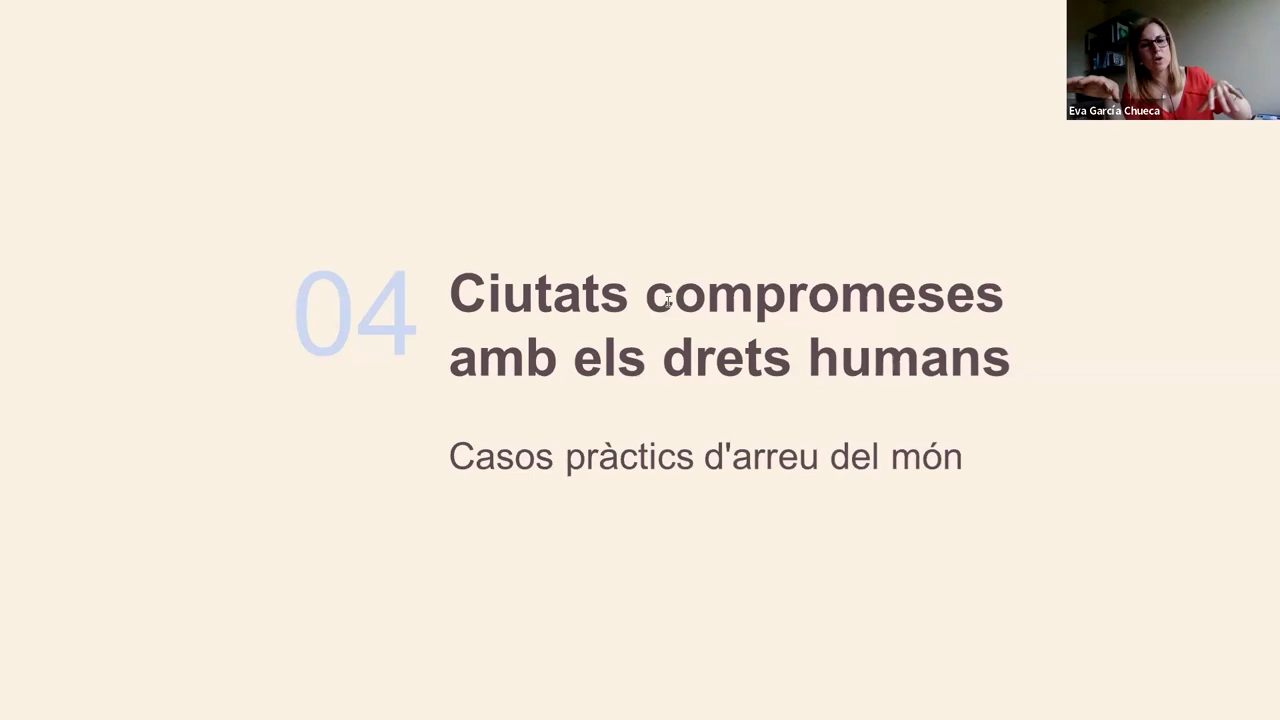 Eva García Chueca
04
Ciutats compromeses
amb els drets humans
Casos pràctics d'arreu del món